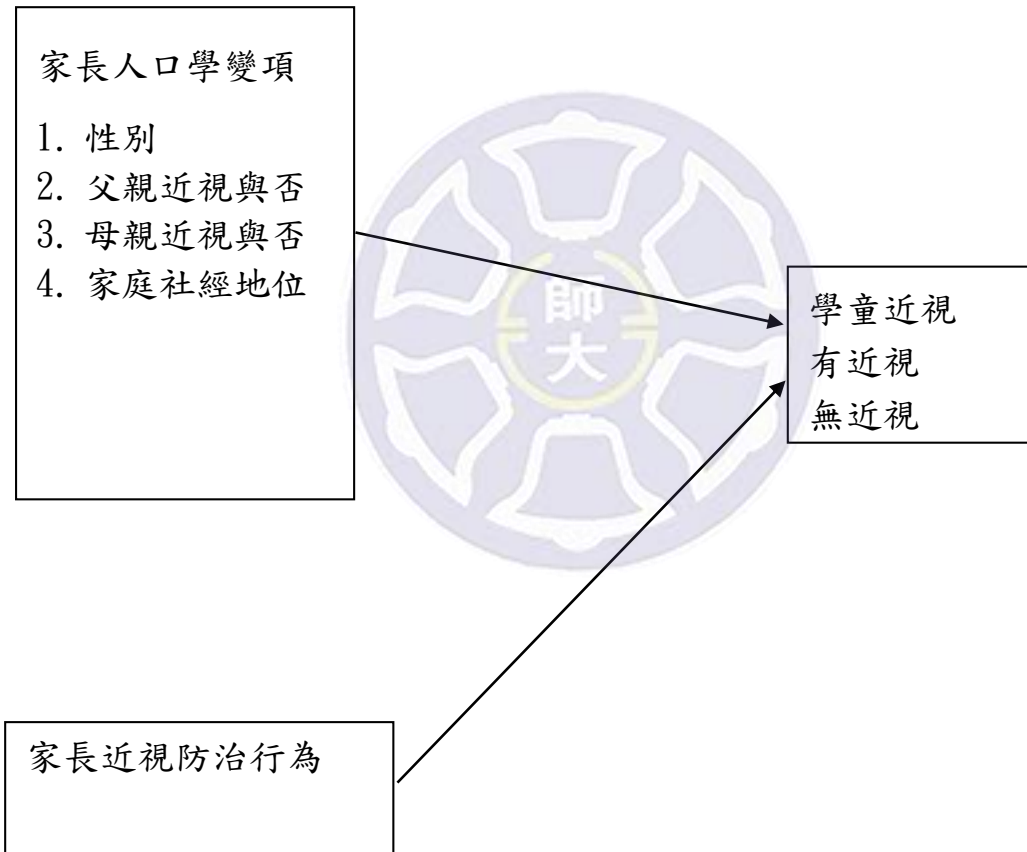 家長人口學變項
1. 性別
2. 父親近視與否
3. 母親近視與否
4. 家庭社經地位
師
大
學童近視
有近視
無近視
家長近視防治行為